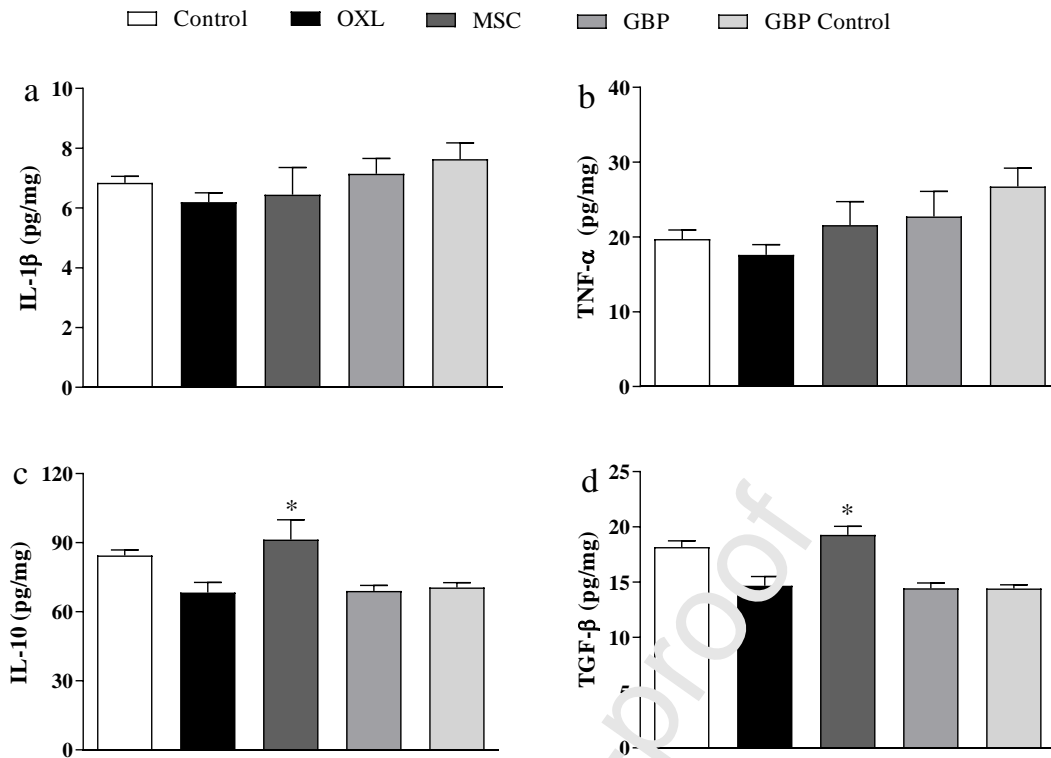 Control OXL MSC GBP GBP Control
a
IL-1β (pg/mg)
10
8
6
4
2
0
b
TNF-α (pg/mg)
40
30
20
10
0
c
IL-10 (pg/mg)
120
90
60
30
0
*
d
TGF-β (pg/mg)
25
20
15
10
5
0
*
proof